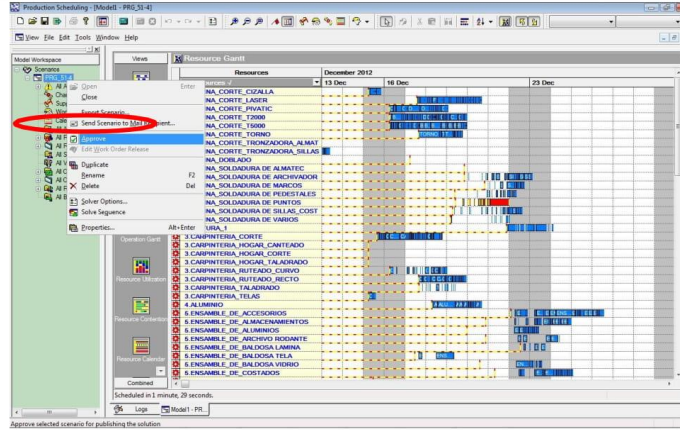 Production Scheduling - [Model1 - PRG_51-4]
View File Edit Tools Window Help
Model Workspace
Views
Resource Gantt
Scenarios
PRG_51-4
Resources
December 2012
13 Dec
16 Dec
23 Dec
Open Enter
Close
Export Scenario
Send Scenario to Mail Recipient...
Approve
Edit Work Order Release
Duplicate
Rename F2
Delete Del
Solver Options...
Solve Sequence
Properties... Alt+Enter
NA_CORTE_CIZALLA
NA_CORTE_LASER
NA_CORTE_PIVATIC
NA_CORTE_T2000
NA_CORTE_T5000
NA_CORTE_TORNO
TORNO
NA_CORTE_TRONZADORA_ALMAT
NA_CORTE_TRONZADORA_SILLAS
NA_DOBLADO
NA_SOLDADURA DE ALMATEC
NA_SOLDADURA DE ARCHIVADOR
NA_SOLDADURA DE MARCOS
NA_SOLDADURA DE PEDESTALES
NA_SOLDADURA DE PUNTOS
NA_SOLDADURA DE SILLAS_COST
NA_SOLDADURA DE VARIOS
URA_1
3.CARPINTERIA_CORTE
3.CARPINTERIA_HOGAR_CANTEADO
3.CARPINTERIA_HOGAR_CORTE
3.CARPINTERIA_HOGAR_TALADRADO
3.CARPINTERIA_RUTEADO_CURVO
3.CARPINTERIA_RUTEADO_RECTO
3.CARPINTERIA_TALADRADO
3.CARPINTERIA_TELAS
4.ALUMINIO
6.ENSAMBLE_DE_ACCESORIOS
6.ENSAMBLE_DE_ALMACENAMIENTOS
6.ENSAMBLE_DE_ALUMINIOS
6.ENSAMBLE_DE_ARCHIVO RODANTE
6.ENSAMBLE_DE_BALDOSA LAMINA
6.ENSAMBLE_DE_BALDOSA TELA
6.ENSAMBLE_DE_BALDOSA VIDRIO
6.ENSAMBLE_DE_COSTADOS
Operation Gantt
Resource Utilization
Resource Contention
Resource Calendar
Combined
Scheduled in 1 minute, 29 seconds.
Logs
Model1 - PR...
Approve selected scenario for publishing the solution